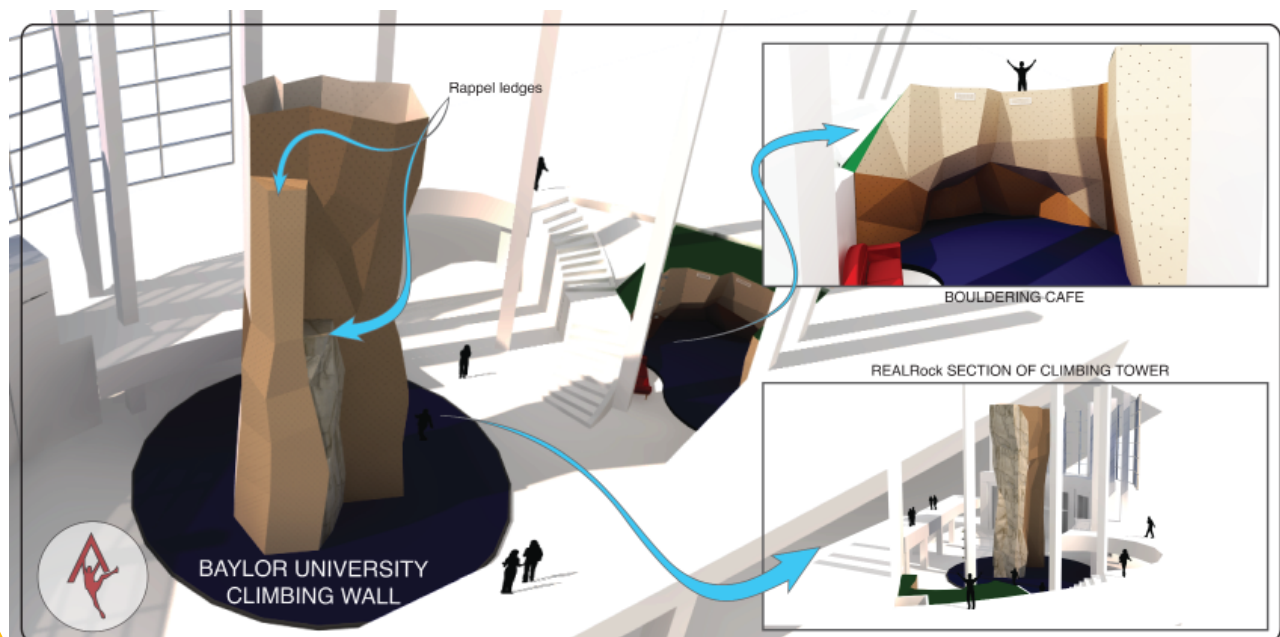 Rappel ledges
BOULDERING CAFE
REALRock SECTION OF CLIMBING TOWER
BAYLOR UNIVERSITY
CLIMBING WALL